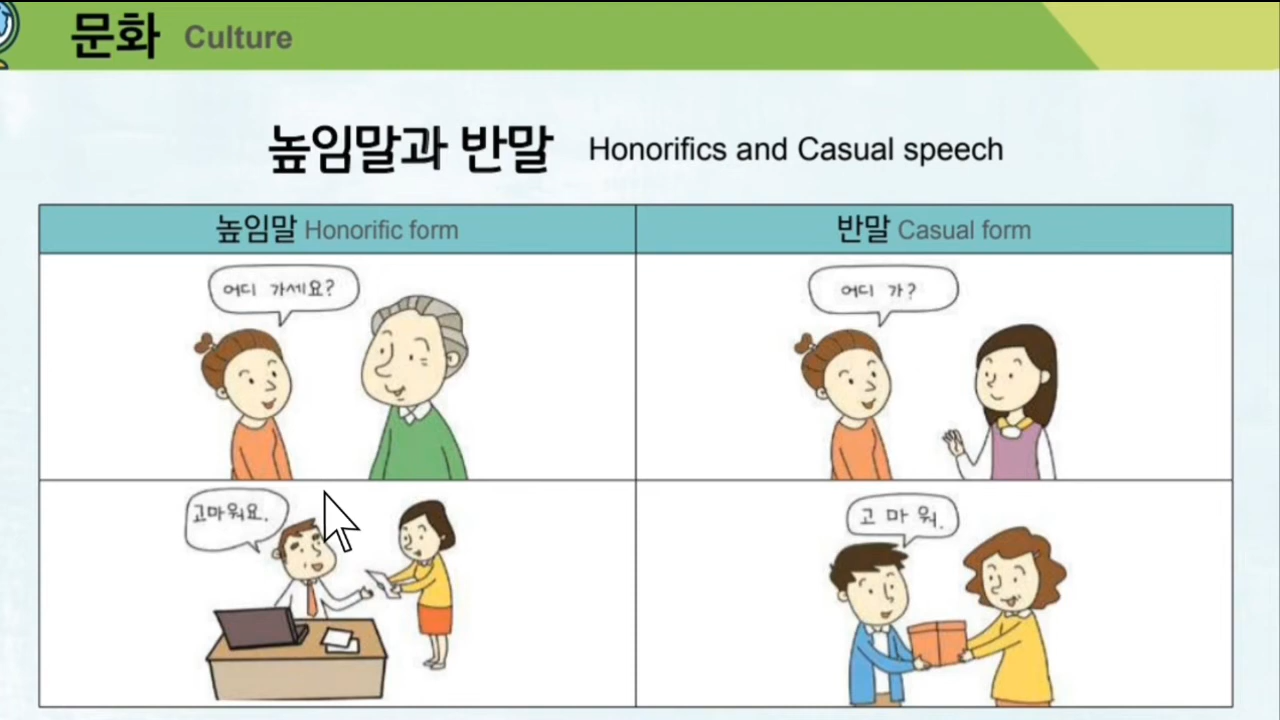 문화 Culture
높임말과 반말 Honorifics and Casual speech
높임말 Honorific form
반말 Casual form
어디 가세요?
어디 가?
고마워요.
고 마 워.